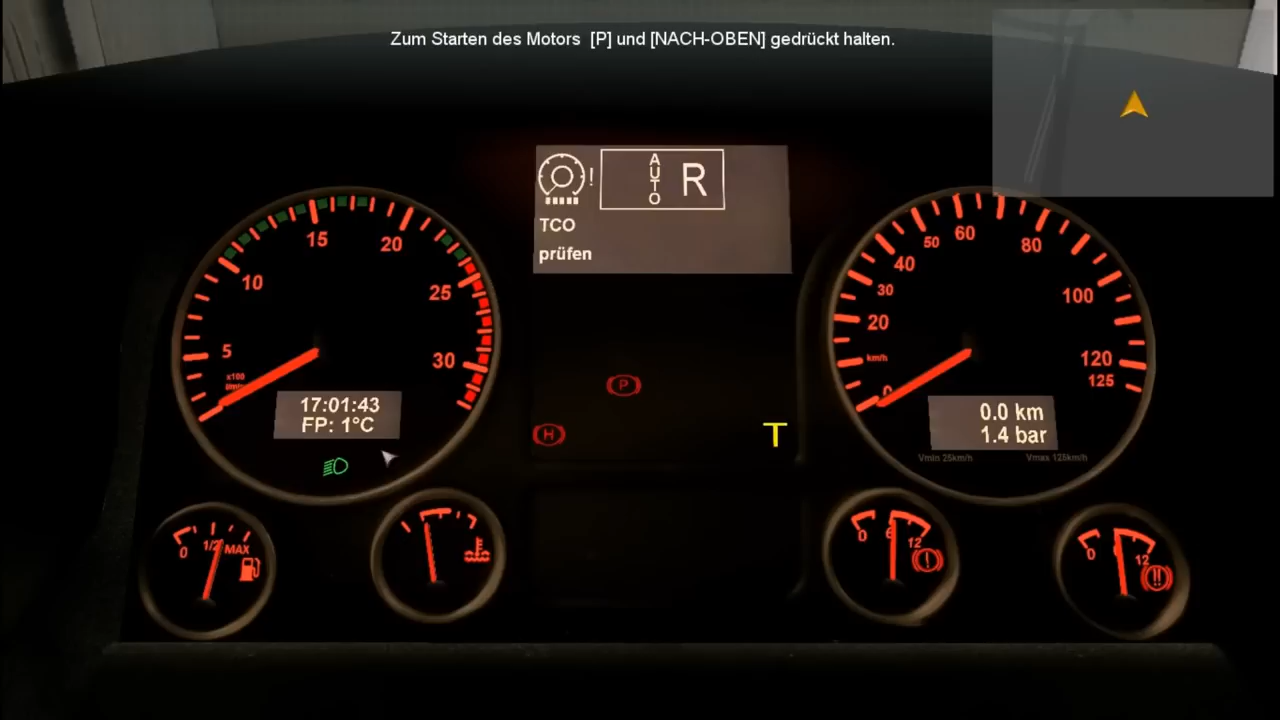 Zum Starten des Motors [P] und [NACH-OBEN] gedrückt halten.
AUTO R
!
TCO
prüfen
5
10
15
20
25
30
x100
17:01:43
FP: 1°C
P
H
T
0
20
30
40
50
60
80
100
120
125
km/h
0.0 km
1.4 bar
Vmin 25km/h
Vmax 125km/h
0
1/2
MAX
0
6
12
0
12